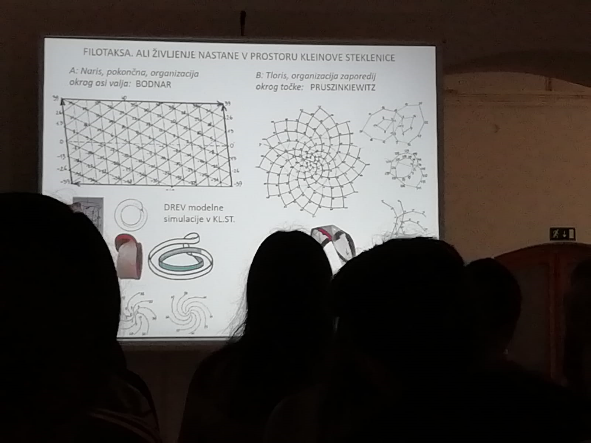 FILOTAKSA. ALI ŽIVLJENJE NASTANE V PROSTORU KLEINOVE STEKLENICE
A: Naris, pokončna, organizacija
okrog osi valja: BODNAR
B: Tloris, organizacija zaporedij
okrog točke: PRUSZINKIEWITZ
DREV modelne
simulacije v KL.ST.